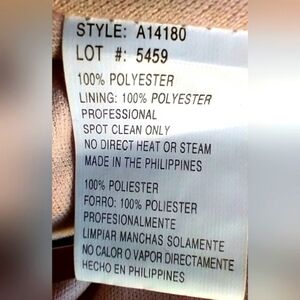 STYLE: A14180
LOT #: 5459
100% POLYESTER
LINING: 100% POLYESTER
PROFESSIONAL
SPOT CLEAN ONLY
NO DIRECT HEAT OR STEAM
MADE IN THE PHILIPPINES
100% POLIESTER
FORRO: 100% POLIESTER
PROFESIONALMENTE
LIMPIAR MANCHAS SOLAMENTE
NO CALOR O VAPOR DIRECTAMENTE
HECHO EN PHILIPPINES